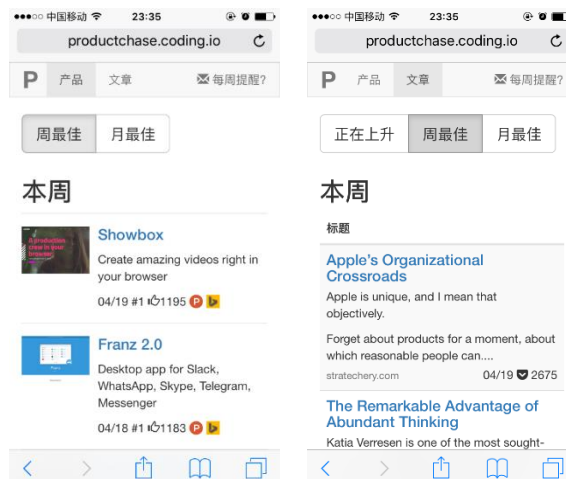 中国移动 23:35
productchase.coding.io
P 产品 文章 每周提醒?
周最佳 月最佳
本周
Showbox
Create amazing videos right in
your browser
04/19 #1 1195 P
Franz 2.0
Desktop app for Slack,
WhatsApp, Skype, Telegram,
Messenger
04/18 #1 1183 P
中国移动 23:35
productchase.coding.io
P 产品 文章 每周提醒?
正在上升 周最佳 月最佳
本周
标题
Apple's Organizational
Crossroads
Apple is unique, and I mean that
objectively.
Forget about products for a moment, about
which reasonable people can....
stratechery.com 04/19 2675
The Remarkable Advantage of
Abundant Thinking
Katia Verresen is one of the most sought-